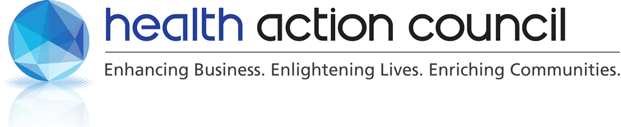 health action council
Enhancing Business. Enlightening Lives. Enriching Communities.